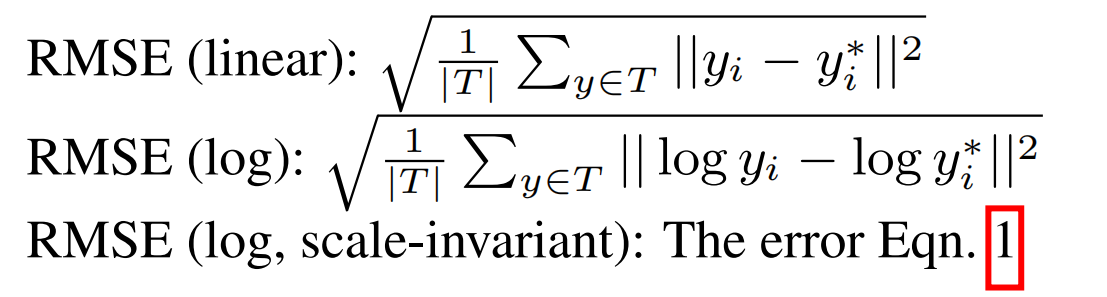 RMSE (linear): $\sqrt{\frac{1}{|T|} \sum_{y \in T} ||y_i - y_i^*||^2}$
RMSE (log): $\sqrt{\frac{1}{|T|} \sum_{y \in T} ||\log y_i - \log y_i^*||^2}$
RMSE (log, scale-invariant): The error Eqn. 1